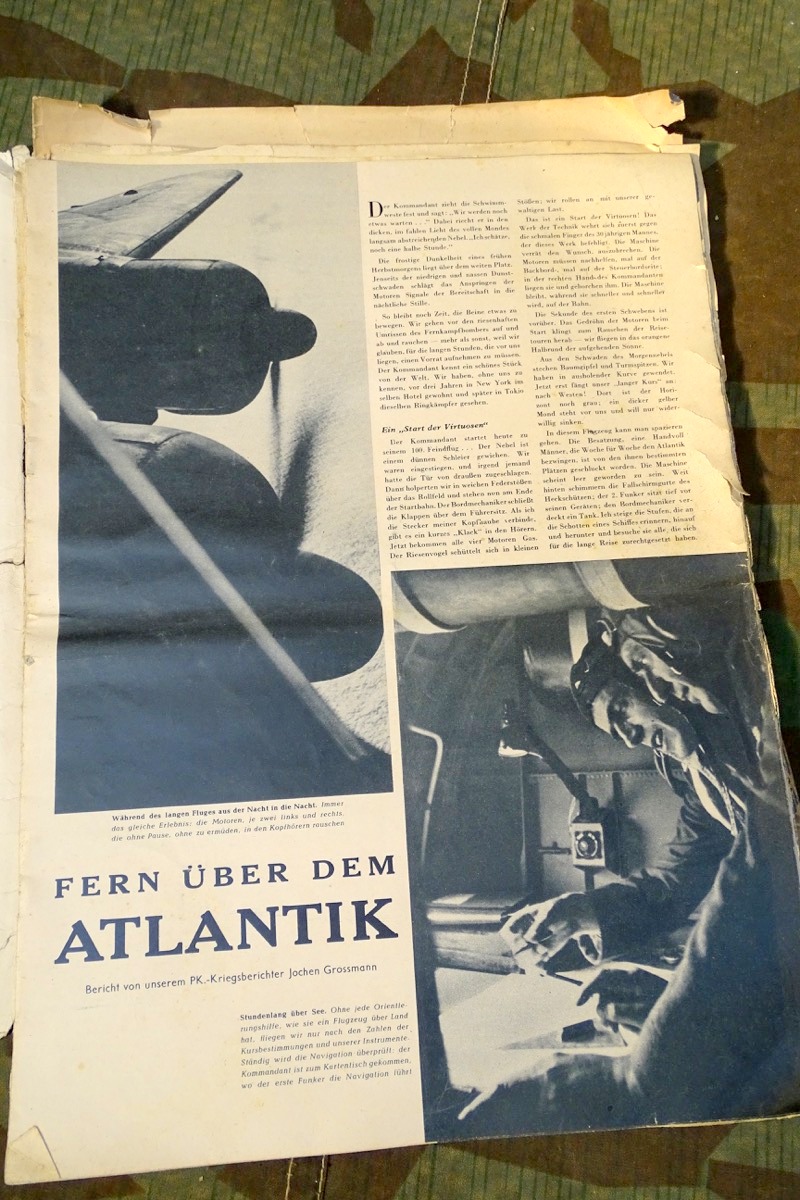 Der Kommandant zieht die Schwimm-
weste fest und sagt: „Wir werden noch
etwas warten . . .“ Dabei riecht er in den
dicken, im fahlen Licht des vollen Mondes
langsam abstreichenden Nebel. „Ich schätze,
noch eine halbe Stunde.“
Die frostige Dunkelheit eines frühen
Herbstmorgens liegt über dem weiten Platz.
Jenseits der niedrigen und nassen Dunst-
schwaden schlägt das Anspringen der
Motoren Signale der Bereitschaft in die
nächtliche Stille.
So bleibt noch Zeit, die Beine etwas zu
bewegen. Wir gehen vor den riesenhaften
Umrissen des Fernkampfbombers auf und
ab und rauchen — mehr als sonst, weil wir
glauben, für die langen Stunden, die vor uns
liegen, einen Vorrat aufnehmen zu müssen.
Der Kommandant kennt ein schönes Stück
von der Welt. Wir haben, ohne uns zu
kennen, vor drei Jahren in New York im
selben Hotel gewohnt und später in Tokio
dieselben Ringkämpfer gesehen.
Ein „Start der Virtuosen“
Der Kommandant startet heute zu
seinem 100. Feindflug . . . Der Nebel ist
einem dünnen Schleier gewichen. Wir
waren eingestiegen, und irgend jemand
hatte die Tür von draußen zugeschlagen.
Dann holperten wir in weichen Federstößen
über das Rollfeld und stehen nun am Ende
der Startbahn. Der Bordmechaniker schließt
die Klappen über dem Führersitz. Als ich
die Stecker meiner Kopfhaube verbinde,
gibt es ein kurzes „Klack“ in den Hörern.
Jetzt bekommen alle vier Motoren Gas.
Der Riesenvogel schüttelt sich in kleinen
Stößen; wir rollen an mit unserer ge-
waltigen Last.
Das ist ein Start der Virtuosen! Das
Werk der Technik wehrt sich zuerst gegen
die schmalen Finger des 30 jährigen Mannes,
der dieses Werk befehligt. Die Maschine
verrät den Wunsch, auszubrechen. Die
Motoren müssen nachhelfen, mal auf der
Backbord-, mal auf der Steuerbordseite;
in der rechten Hand des Kommandanten
liegen sie und gehorchen ihm. Die Maschine
bleibt, während sie schneller und schneller
wird, auf der Bahn.
Die Sekunde des ersten Schwebens ist
vorüber. Das Gedröhn der Motoren beim
Start klingt zum Rauschen der Reise-
touren herab — wir fliegen in das orangene
Halbrund der aufgehenden Sonne.
Aus den Schwaden des Morgennebels
stechen Baumgipfel und Turmspitzen. Wir
haben in ausholender Kurve gewendet.
Jetzt erst fängt unser „langer Kurs“ an:
nach Westen! Dort ist der Hori-
zont noch grau; ein dicker gelber
Mond steht vor uns und will nur wider-
willig sinken.
In diesem Flugzeug kann man spazieren
gehen. Die Besatzung, eine Handvoll
Männer, die Woche für Woche den Atlantik
bezwingen, ist von den ihnen bestimmten
Plätzen geschluckt worden. Die Maschine
scheint leer geworden zu sein. Weit
hinten schimmern die Fallschirmgurte des
Heckschützen; der 2. Funker sitzt tief vor
seinen Geräten; den Bordmechaniker ver-
deckt ein Tank. Ich steige die Stufen, die an
die Schotten eines Schiffes erinnern, hinauf
und herunter und besuche sie alle, die sich
für die lange Reise zurechtgesetzt haben.
Während des langen Fluges aus der Nacht in die Nacht. Immer
das gleiche Erlebnis: die Motoren, je zwei links und rechts,
die ohne Pause, ohne zu ermüden, in den Kopfhörern rauschen
FERN ÜBER DEM
ATLANTIK
Bericht von unserem PK.-Kriegsberichter Jochen Grossmann
Stundenlang über See. Ohne jede Orientie-
rungshilfe, wie sie ein Flugzeug über Land
hat, fliegen wir nur nach den Zahlen der
Kursbestimmungen und unserer Instrumente.
Ständig wird die Navigation überprüft: der
Kommandant ist zum Kartentisch gekommen,
wo der erste Funker die Navigation führt